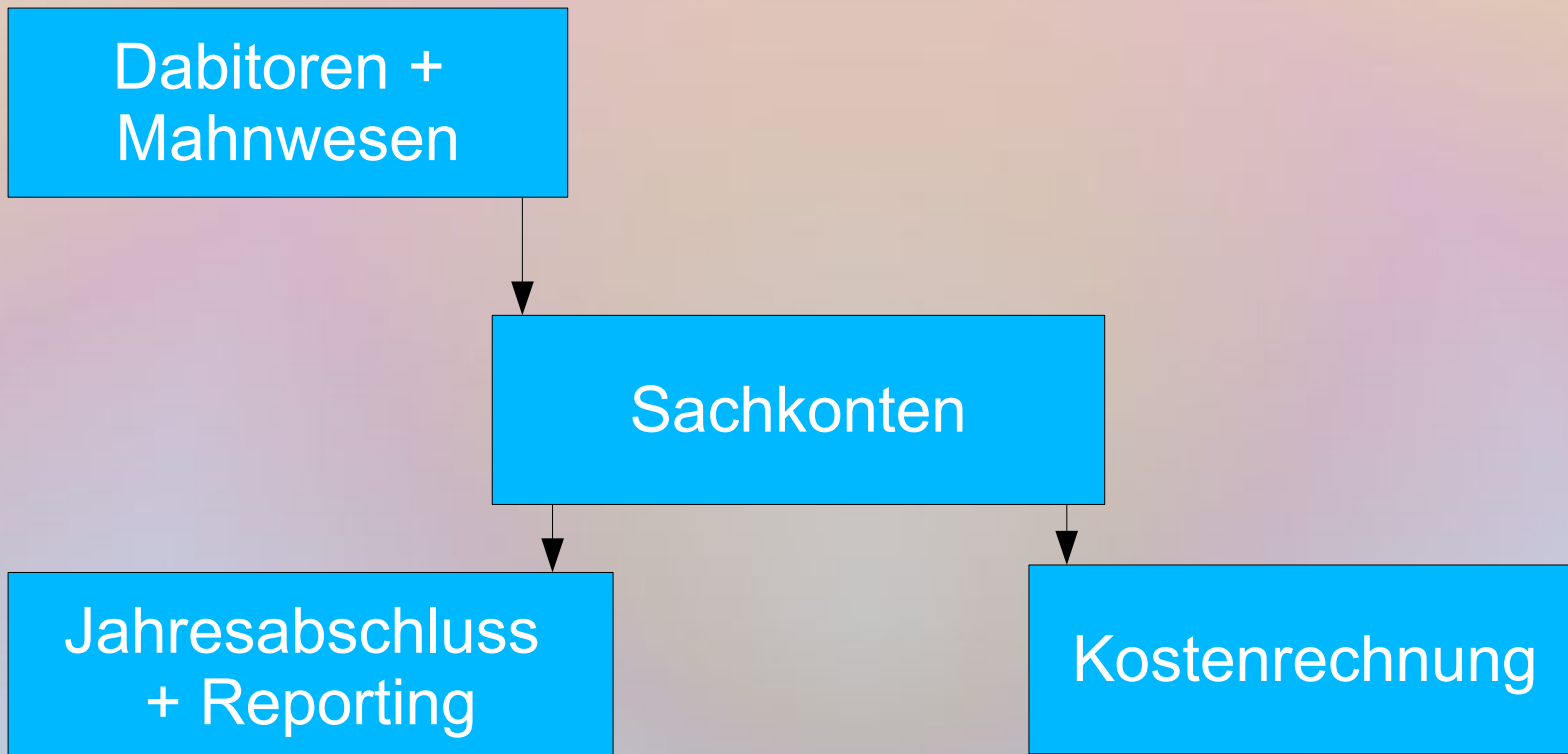 Dabitoren +
Mahnwesen
Sachkonten
Jahresabschluss
+ Reporting
Kostenrechnung